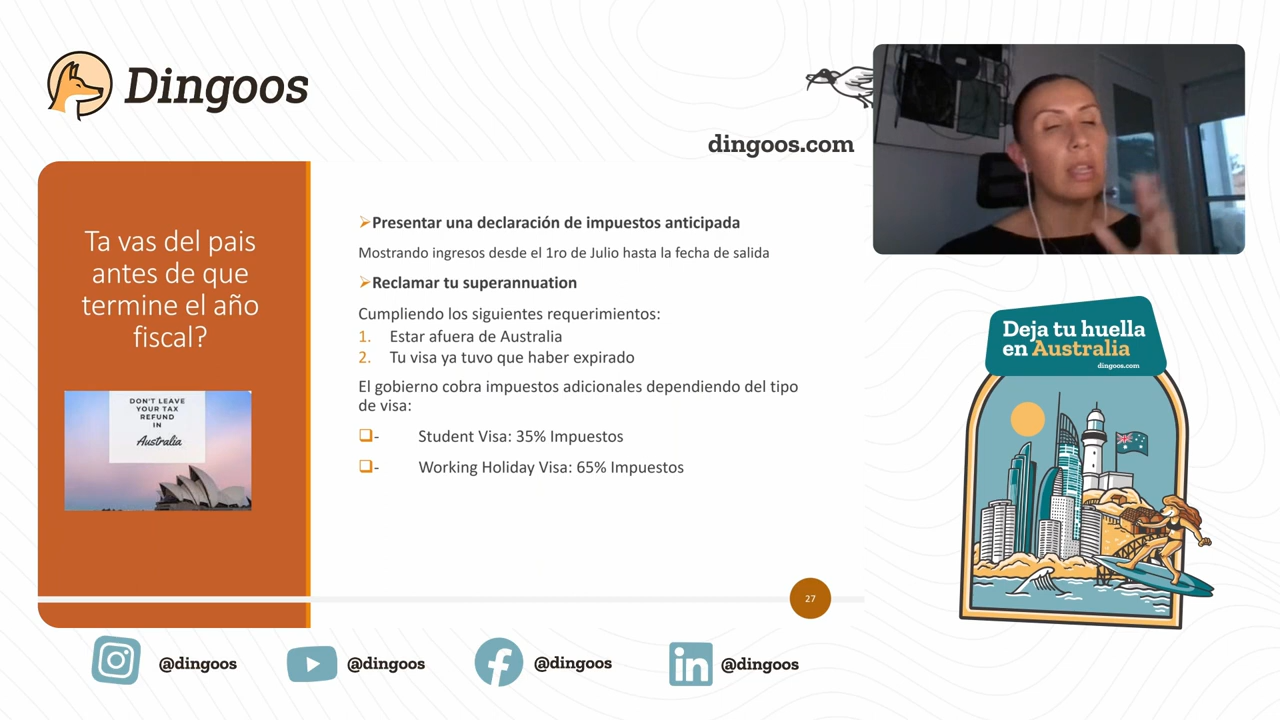 Dingoos
dingoos.com
Ta vas del pais
antes de que
termine el año
fiscal?
DON'T LEAVE
YOUR TAX
REFUND
IN
Australia
Presentar una declaración de impuestos anticipada
Mostrando ingresos desde el 1ro de Julio hasta la fecha de salida
Reclamar tu superannuation
Cumpliendo los siguientes requerimientos:
1. Estar afuera de Australia
2. Tu visa ya tuvo que haber expirado
El gobierno cobra impuestos adicionales dependiendo del tipo
de visa:
- Student Visa: 35% Impuestos
- Working Holiday Visa: 65% Impuestos
27
Deja tu huella
en Australia
dingoos.com
@dingoos
@dingoos
@dingoos
@dingoos